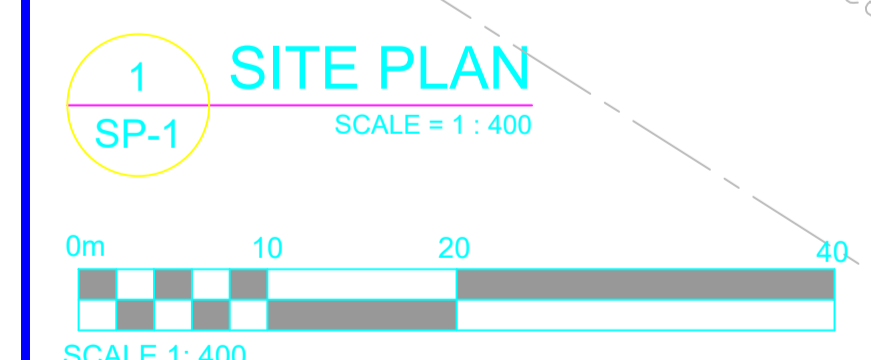 1 SITE PLAN
SP-1 SCALE = 1 : 400
0m 10 20 40
SCALE 1: 400